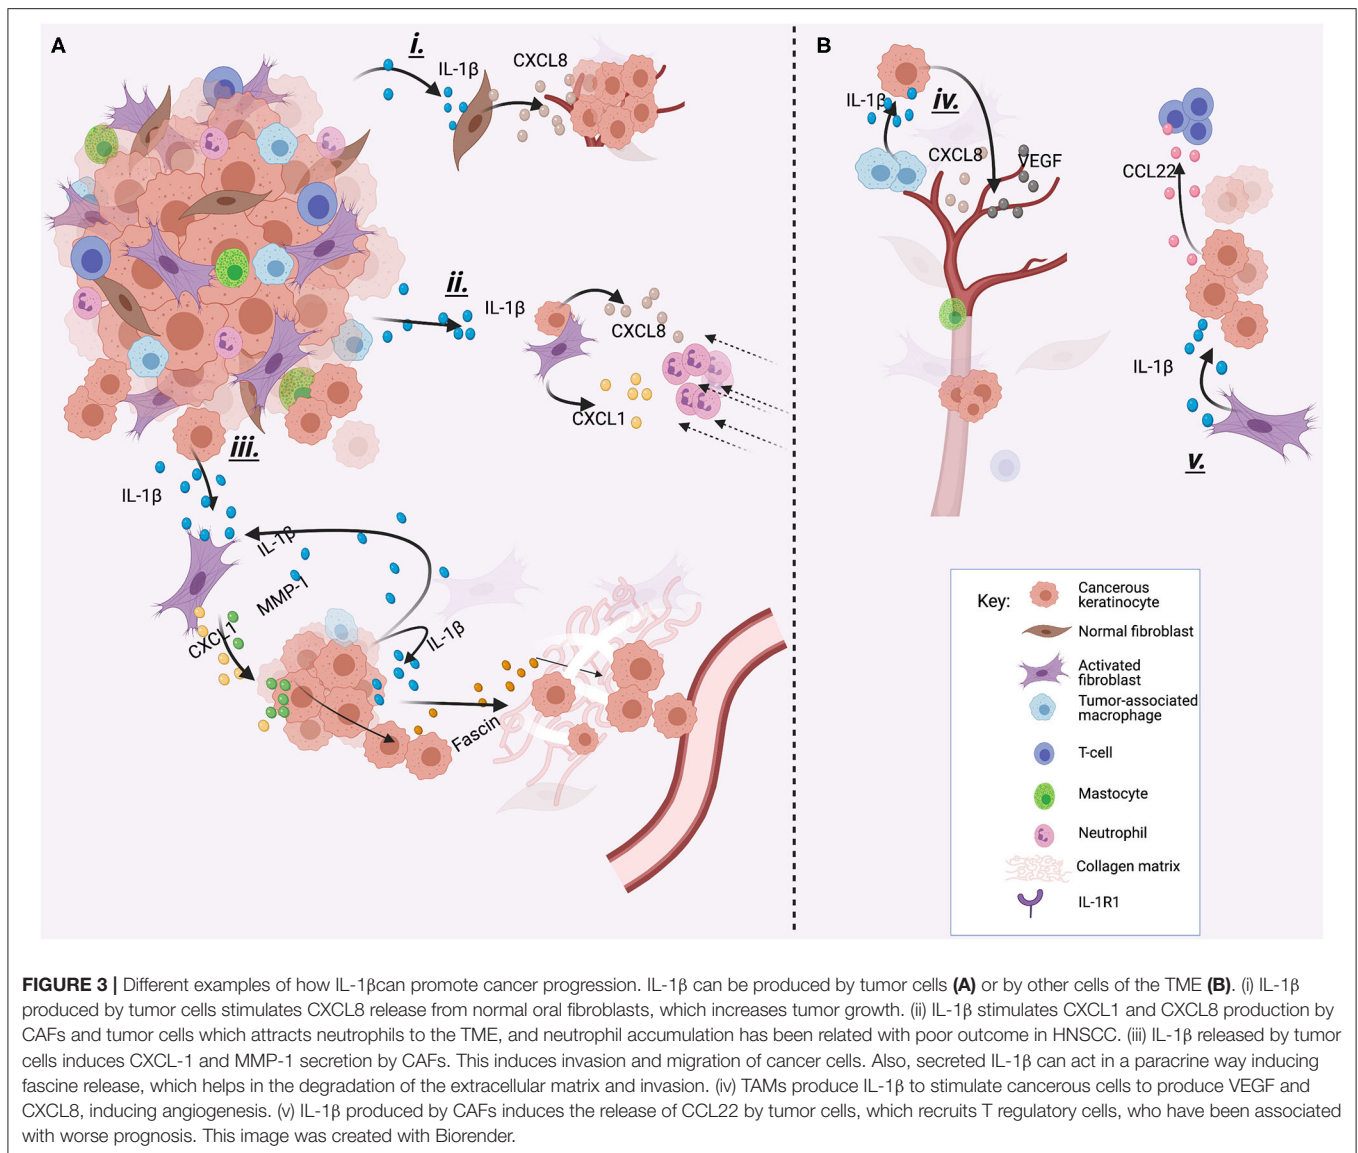 A
i.
IL-1β
CXCL8
ii.
IL-1β
CXCL8
CXCL1
iii.
IL-1β
IL-1β
MMP-1
CXCL1
IL-1β
Fascin
B
IL-1β
iv.
CXCL8
VEGF
CCL22
IL-1β
v.
Key:
Cancerous
keratinocyte
Normal fibroblast
Activated
fibroblast
Tumor-associated
macrophage
T-cell
Mastocyte
Neutrophil
Collagen matrix
IL-1R1
FIGURE 3 | Different examples of how IL-1βcan promote cancer progression. IL-1β can be produced by tumor cells (A) or by other cells of the TME (B). (i) IL-1β
produced by tumor cells stimulates CXCL8 release from normal oral fibroblasts, which increases tumor growth. (ii) IL-1β stimulates CXCL1 and CXCL8 production by
CAFs and tumor cells which attracts neutrophils to the TME, and neutrophil accumulation has been related with poor outcome in HNSCC. (iii) IL-1β released by tumor
cells induces CXCL-1 and MMP-1 secretion by CAFs. This induces invasion and migration of cancer cells. Also, secreted IL-1β can act in a paracrine way inducing
fascine release, which helps in the degradation of the extracellular matrix and invasion. (iv) TAMs produce IL-1β to stimulate cancerous cells to produce VEGF and
CXCL8, inducing angiogenesis. (v) IL-1β produced by CAFs induces the release of CCL22 by tumor cells, which recruits T regulatory cells, who have been associated
with worse prognosis. This image was created with Biorender.